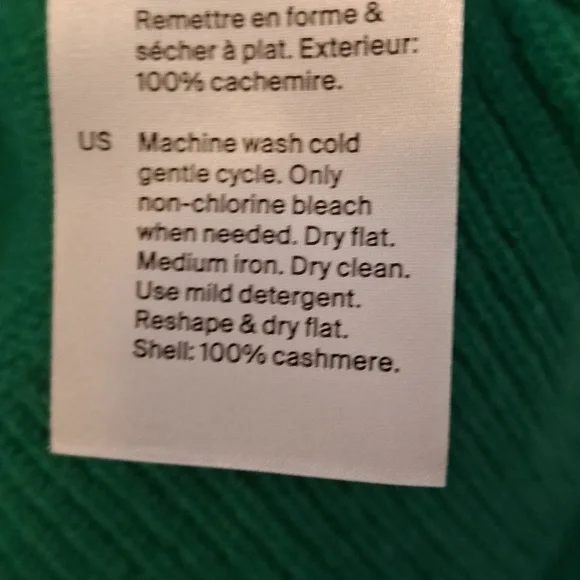 Remettre en forme &
sécher à plat. Exterieur:
100% cachemire.
US Machine wash cold
gentle cycle. Only
non-chlorine bleach
when needed. Dry flat.
Medium iron. Dry clean.
Use mild detergent.
Reshape & dry flat.
Shell: 100% cashmere.